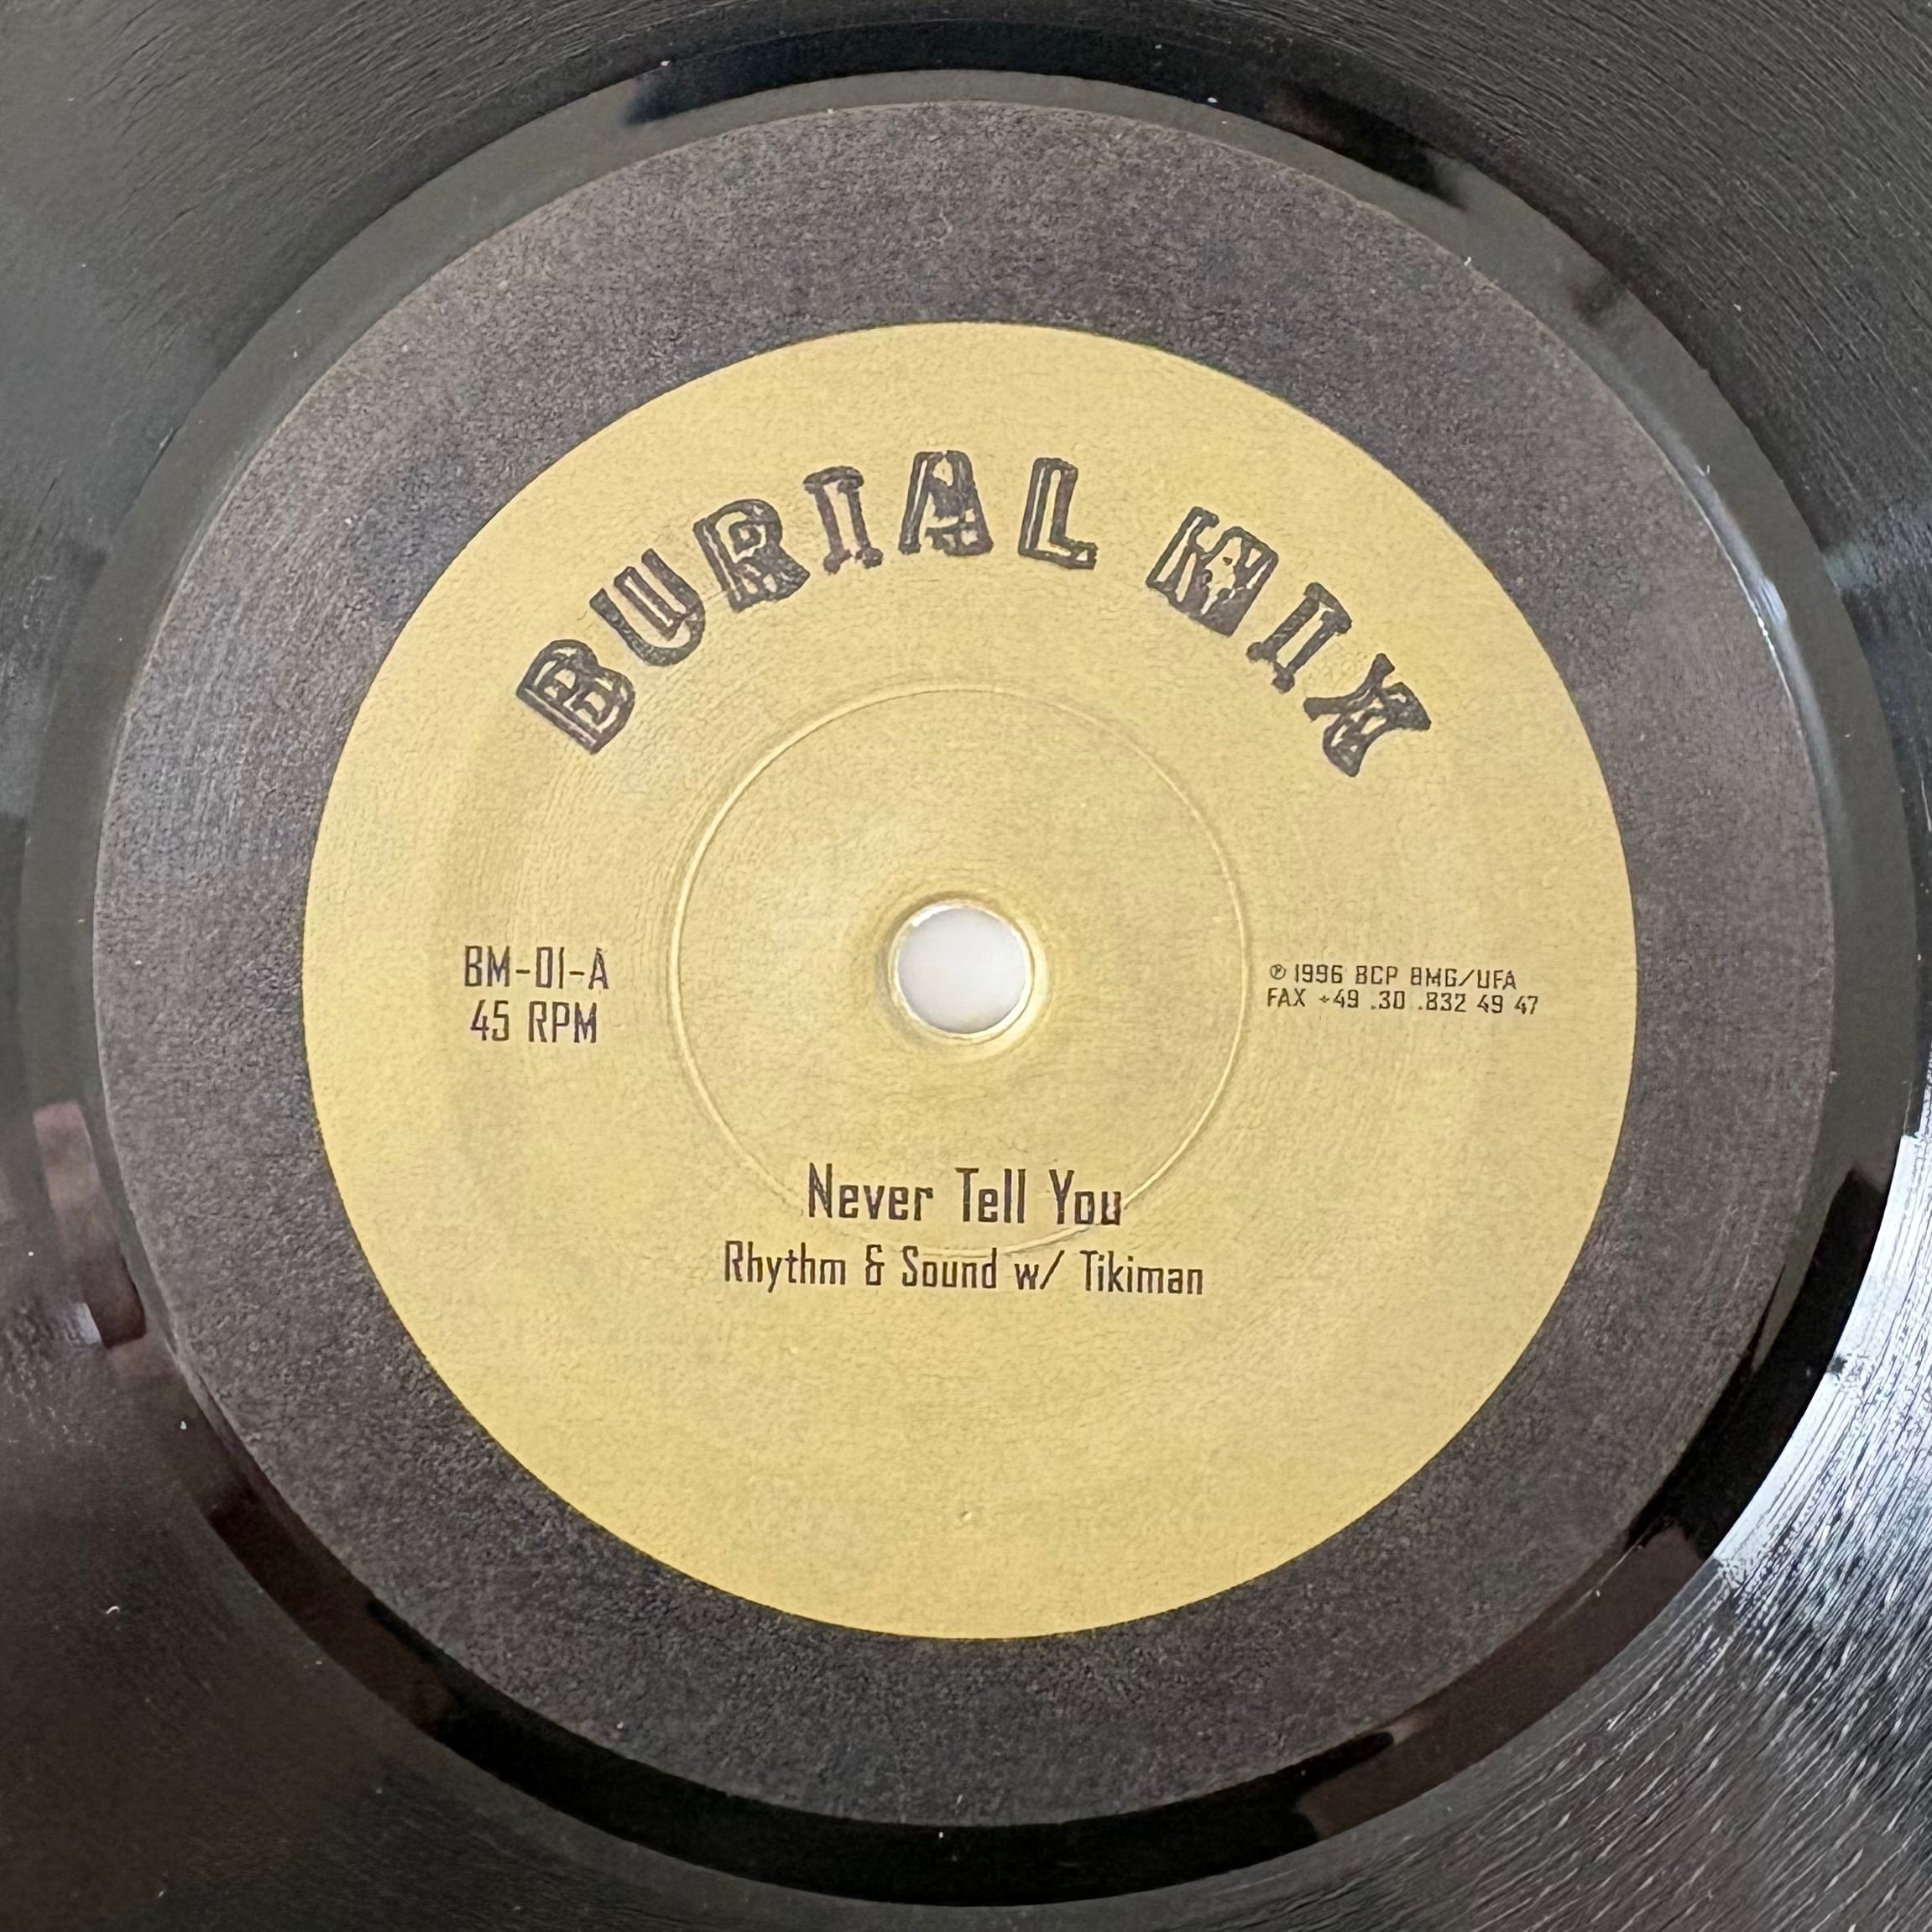 BURIAL MIX
BM-01-A
45 RPM
℗ 1996 BCP BMG/UFA
FAX +49 .30 .832 49 47
Never Tell You
Rhythm & Sound w/ Tikiman